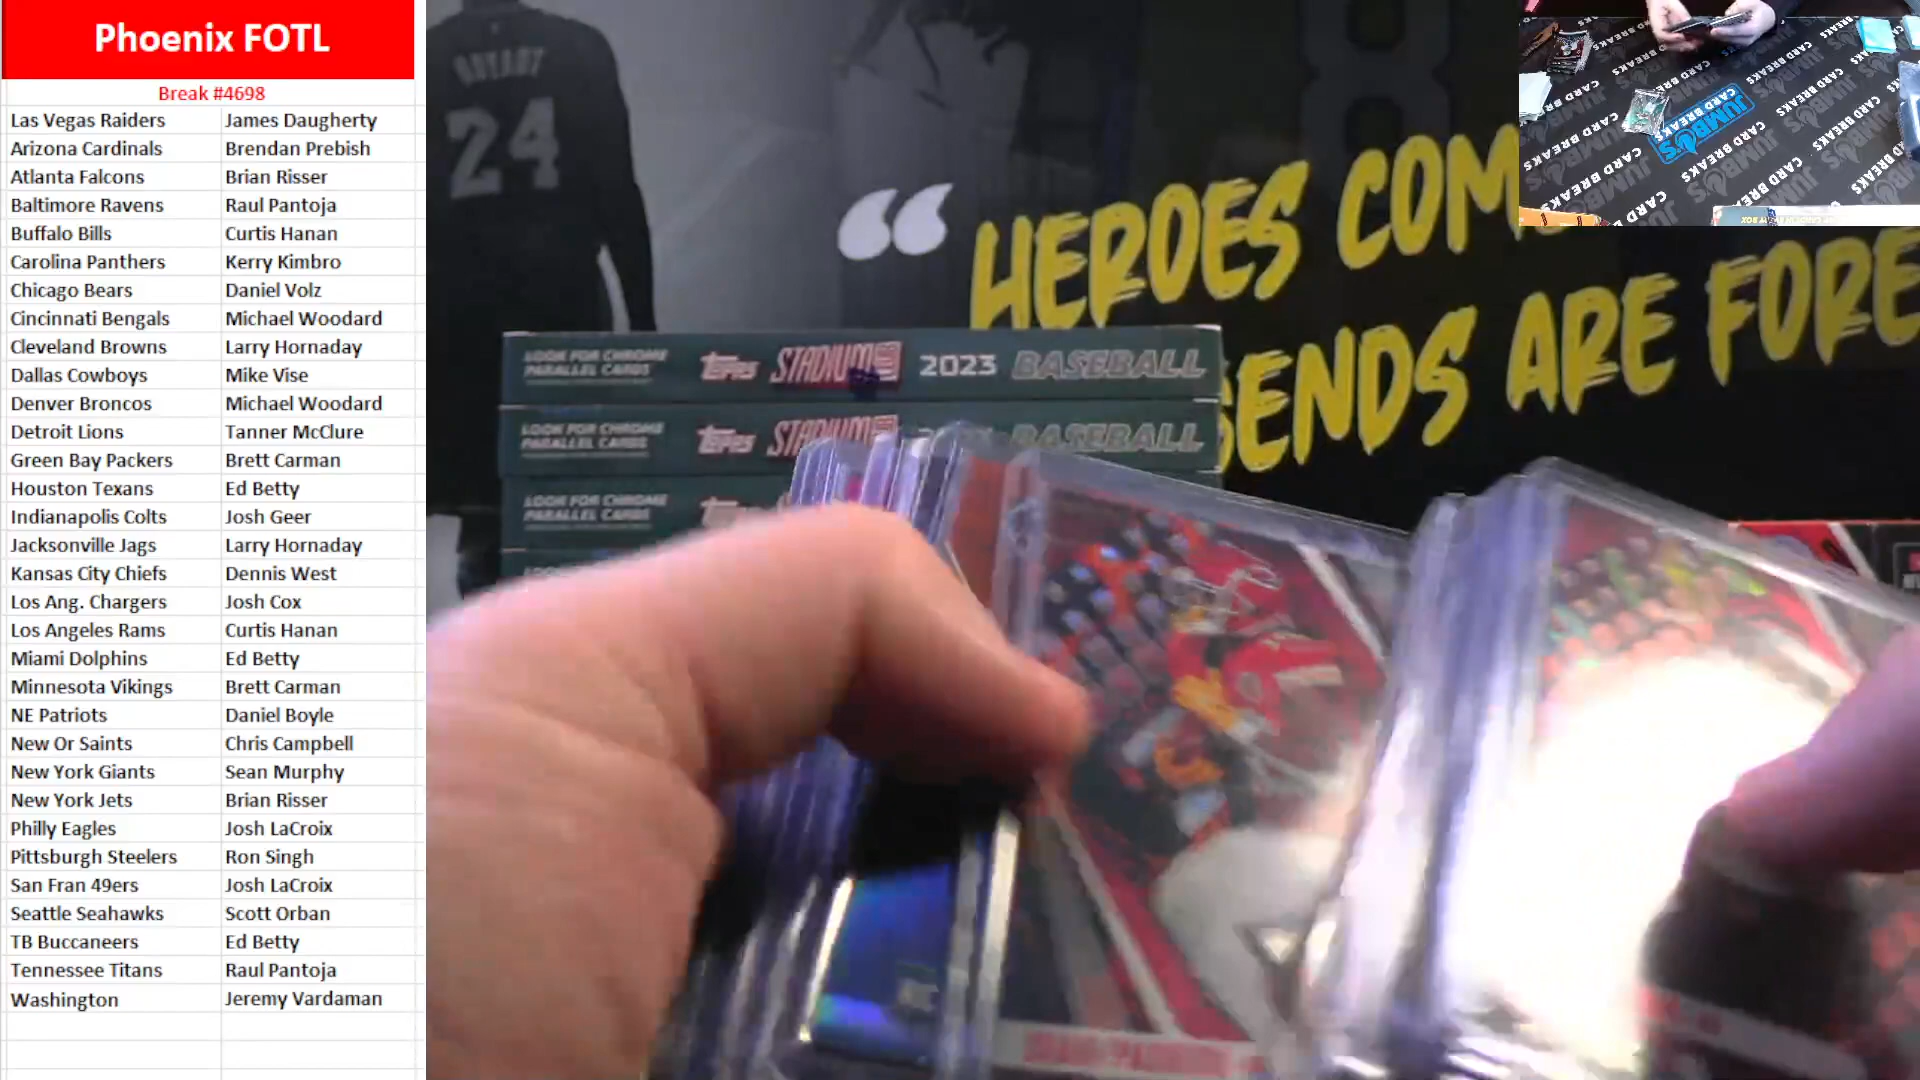 Phoenix FOTL
Break #4698
Las Vegas Raiders James Daugherty
Arizona Cardinals Brendan Prebish
Atlanta Falcons Brian Risser
Baltimore Ravens Raul Pantoja
Buffalo Bills Curtis Hanan
Carolina Panthers Kerry Kimbro
Chicago Bears Daniel Volz
Cincinnati Bengals Michael Woodard
Cleveland Browns Larry Hornaday
Dallas Cowboys Mike Vise
Denver Broncos Michael Woodard
Detroit Lions Tanner McClure
Green Bay Packers Brett Carman
Houston Texans Ed Betty
Indianapolis Colts Josh Geer
Jacksonville Jags Larry Hornaday
Kansas City Chiefs Dennis West
Los Ang. Chargers Josh Cox
Los Angeles Rams Curtis Hanan
Miami Dolphins Ed Betty
Minnesota Vikings Brett Carman
NE Patriots Daniel Boyle
New Or Saints Chris Campbell
New York Giants Sean Murphy
New York Jets Brian Risser
Philly Eagles Josh LaCroix
Pittsburgh Steelers Ron Singh
San Fran 49ers Josh LaCroix
Seattle Seahawks Scott Orban
TB Buccaneers Ed Betty
Tennessee Titans Raul Pantoja
Washington Jeremy Vardaman
BRYANT
24
8
“ HEROES COM
GENDS ARE FORE
LOOK FOR CHROME
PARALLEL CARDS
Topps STADIUM 2023 BASEBALL
LOOK FOR CHROME
PARALLEL CARDS
Topps STADIUM BASEBALL
LOOK FOR CHROME
PARALLEL CARDS
JUMBO'S
CARD BREAKS